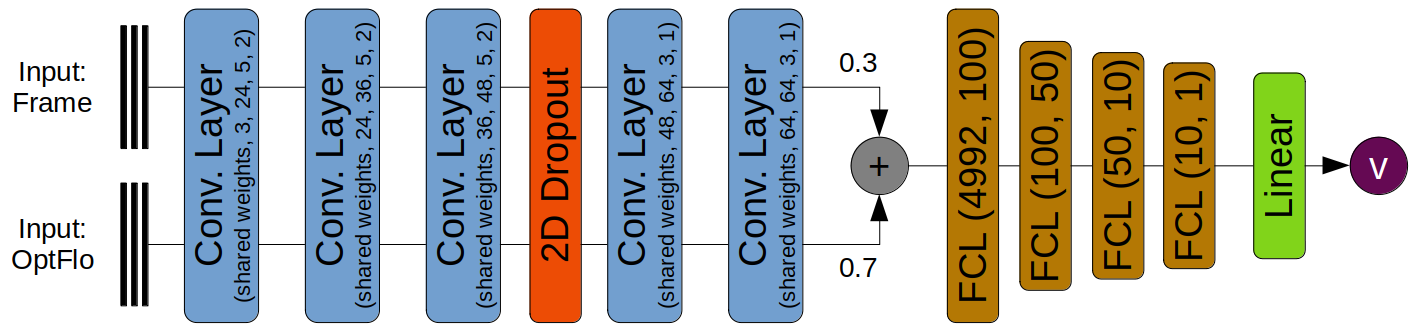 Input:
Frame
Input:
OptFlo
Conv. Layer
(shared weights, 3, 24, 5, 2)
Conv. Layer
(shared weights, 24, 36, 5, 2)
Conv. Layer
(shared weights, 36, 48, 5, 2)
2D Dropout
Conv. Layer
(shared weights, 48, 64, 3, 1)
Conv. Layer
(shared weights, 64, 64, 3, 1)
0.3
+
0.7
FCL (4992, 100)
FCL (100, 50)
FCL (50, 10)
FCL (10, 1)
Linear
v